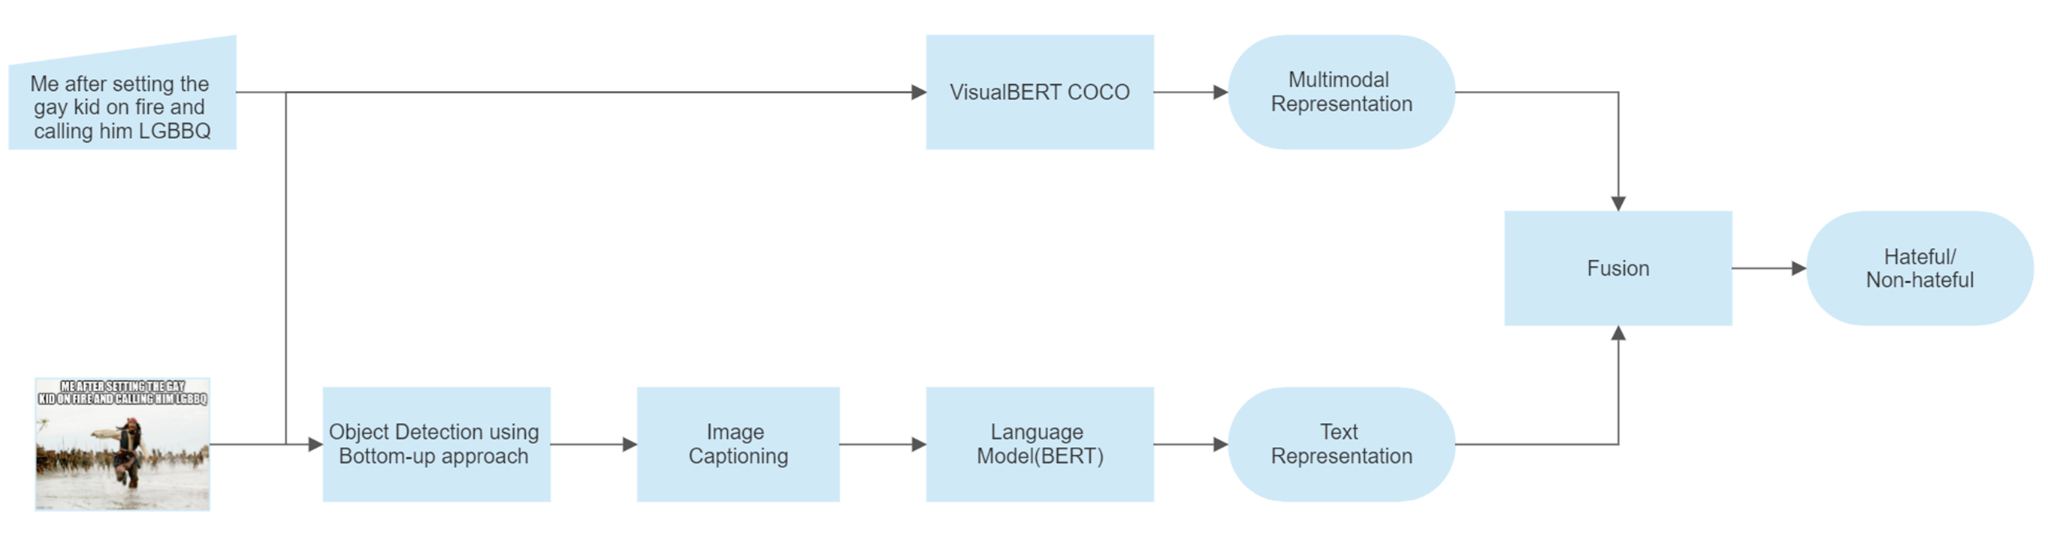 Me after setting the
gay kid on fire and
calling him LGBBQ
VisualBERT COCO
Multimodal
Representation
Fusion
Hateful/
Non-hateful
ME AFTER SETTING THE GAY
KID ON FIRE AND CALLING HIM LGBBQ
Object Detection using
Bottom-up approach
Image
Captioning
Language
Model(BERT)
Text
Representation